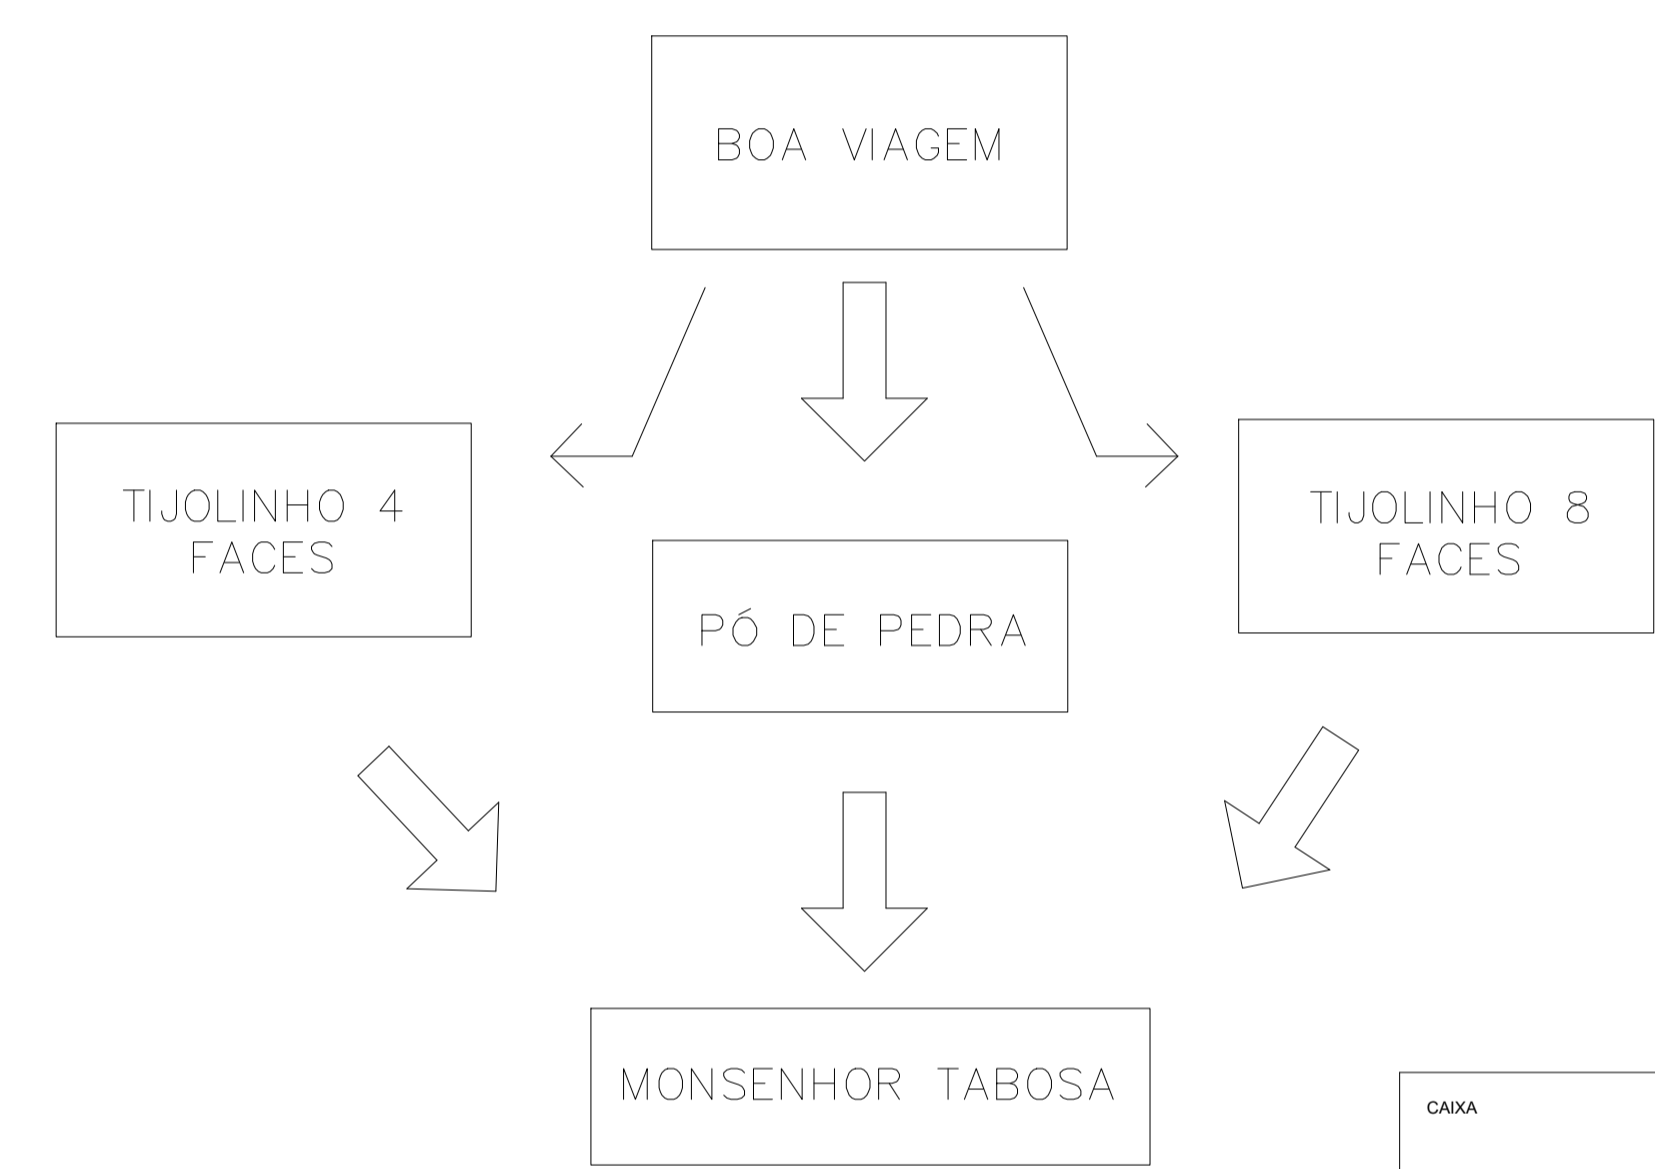 BOA VIAGEM
TIJOLINHO 4
FACES
PÓ DE PEDRA
TIJOLINHO 8
FACES
MONSENHOR TABOSA
CAIXA